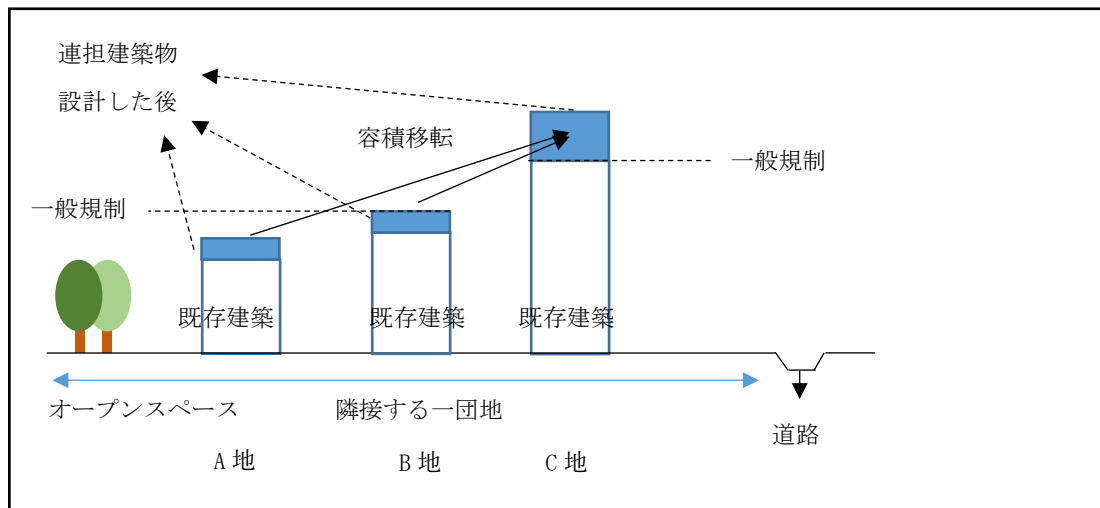 連担建築物
設計した後
容積移転
一般規制
一般規制
既存建築
既存建築
既存建築
オープンスペース
隣接する一団地
道路
A 地
B 地
C 地